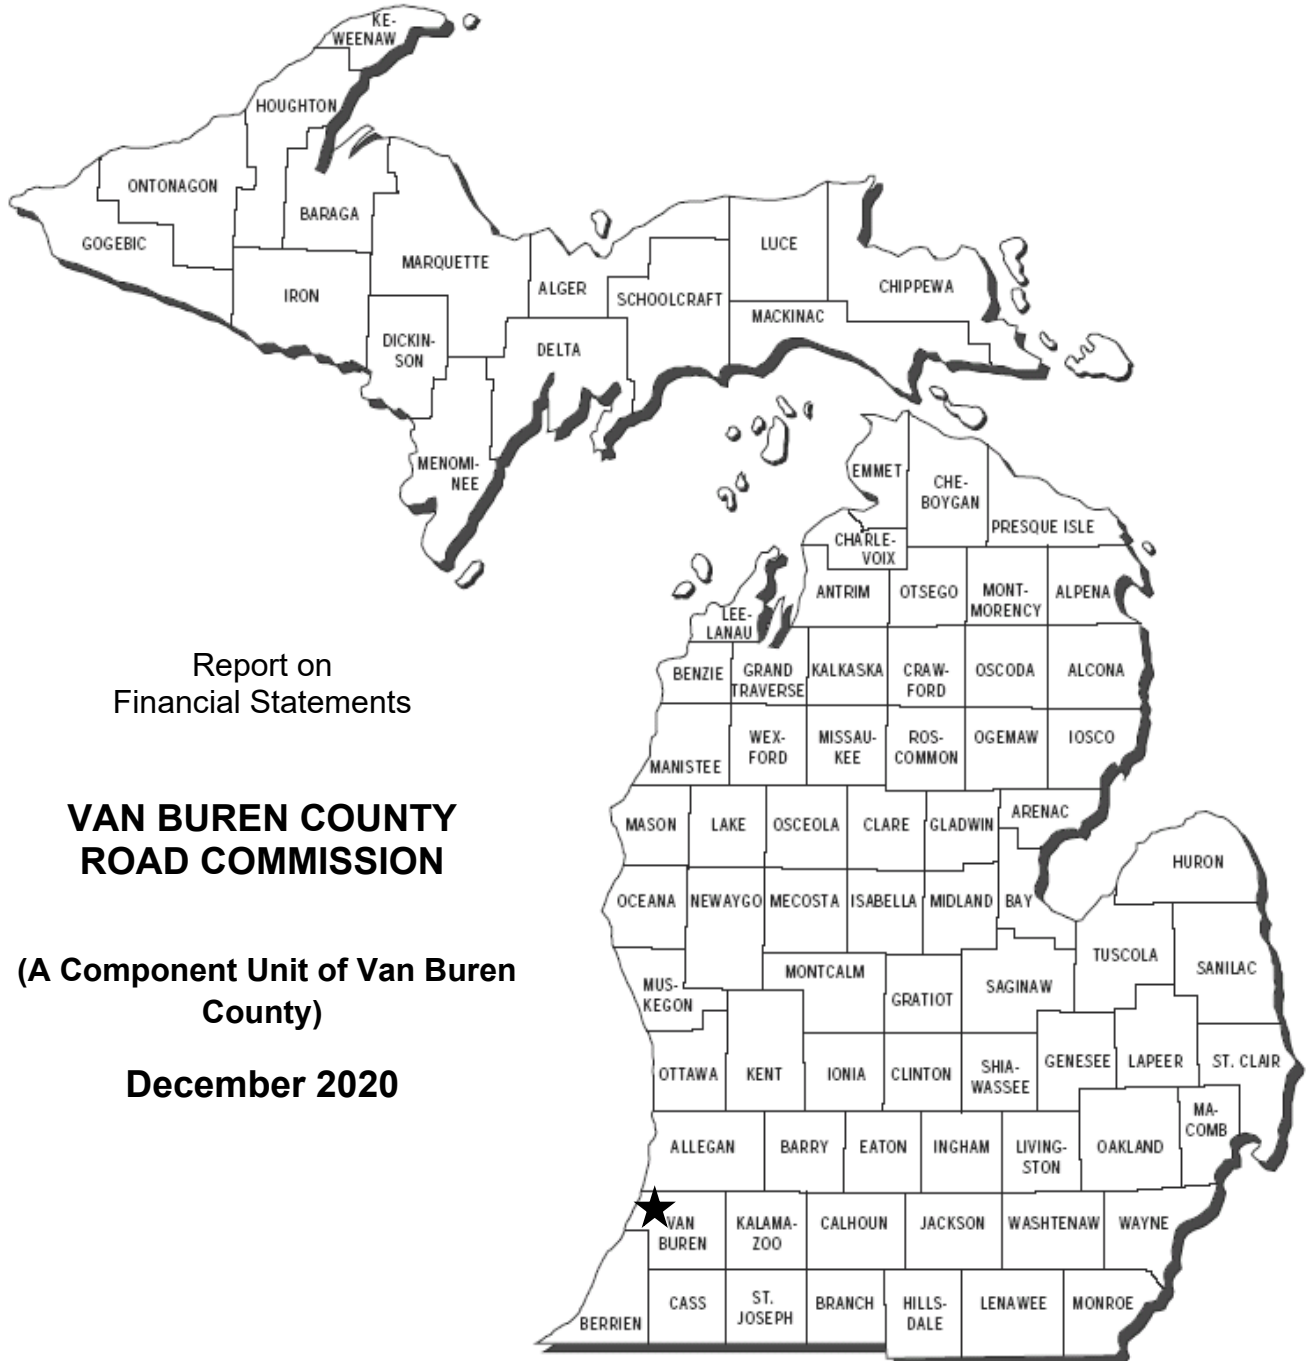 KE-
WEENAW
HOUGHTON
ONTONAGON
BARAGA
GOGEBIC
MARQUETTE
LUCE
IRON
ALGER
SCHOOLCRAFT
CHIPPEWA
MACKINAC
DICKIN-
SON
DELTA
MENOMI-
NEE
EMMET
CHE-
BOYGAN
PRESQUE ISLE
CHARLE-
VOIX
ANTRIM
OTSEGO
MONT-
MORENCY
ALPENA
LEE-
LANAU
Report on
Financial Statements
BENZIE
GRAND
TRAVERSE
KALKASKA
CRAW-
FORD
OSCODA
ALCONA
MANISTEE
WEX-
FORD
MISSAU-
KEE
ROS-
COMMON
OGEMAW
IOSCO
VAN BUREN COUNTY
ROAD COMMISSION
MASON
LAKE
OSCEOLA
CLARE
GLADWIN
ARENAC
HURON
OCEANA
NEWAYGO
MECOSTA
ISABELLA
MIDLAND
BAY
(A Component Unit of Van Buren
County)
MUS-
KEGON
MONTCALM
GRATIOT
SAGINAW
TUSCOLA
SANILAC
December 2020
OTTAWA
KENT
IONIA
CLINTON
SHIA-
WASSEE
GENESEE
LAPEER
ST. CLAIR
ALLEGAN
BARRY
EATON
INGHAM
LIVING-
STON
OAKLAND
MA-
COMB
VAN
BUREN
KALAMA-
ZOO
CALHOUN
JACKSON
WASHTENAW
WAYNE
BERRIEN
CASS
ST.
JOSEPH
BRANCH
HILLS-
DALE
LENAWEE
MONROE